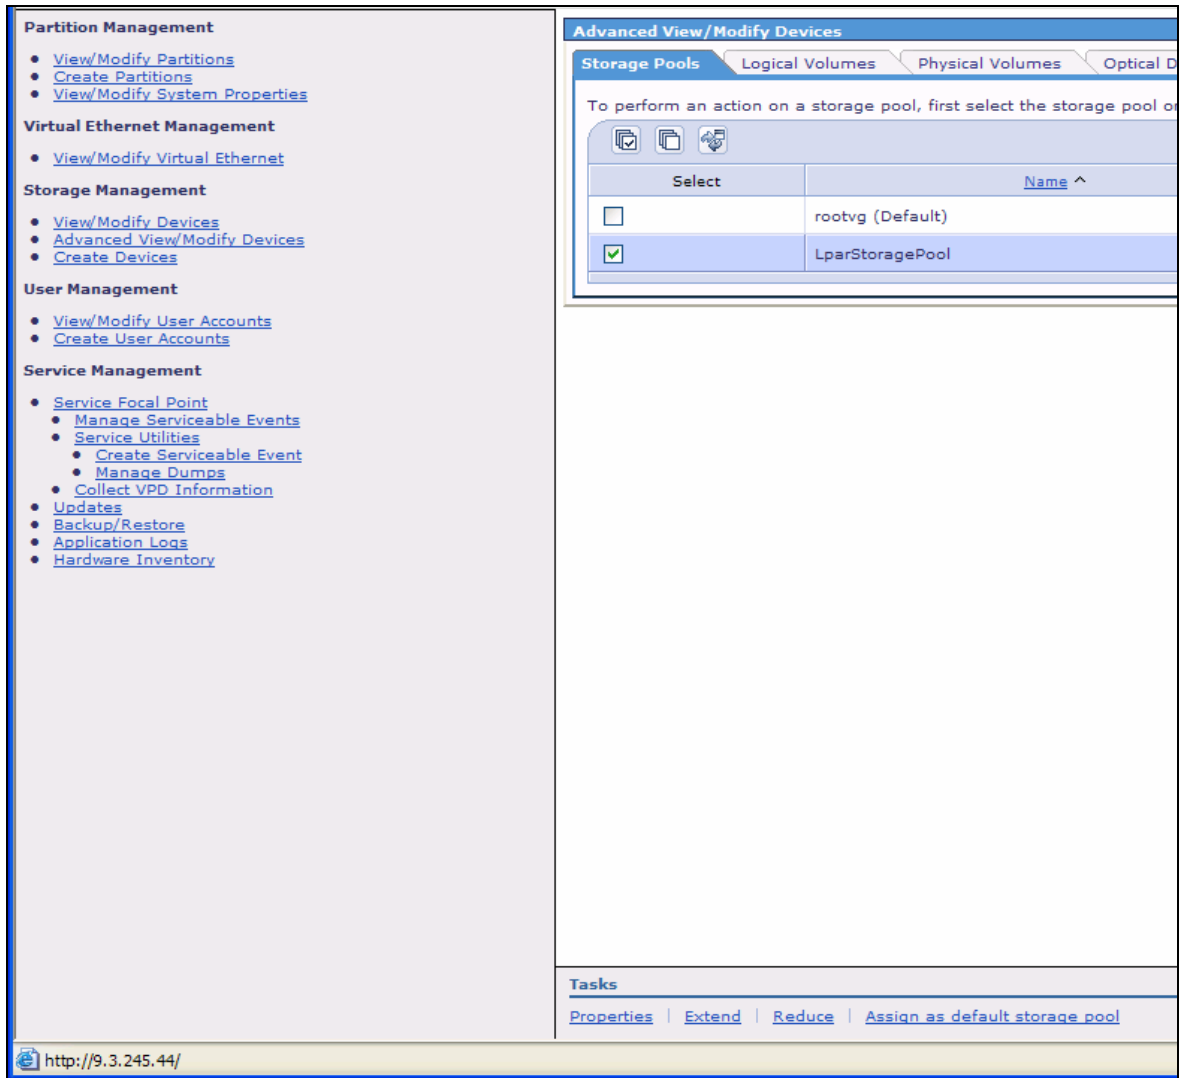 Partition Management
View/Modify Partitions
Create Partitions
View/Modify System Properties
Virtual Ethernet Management
View/Modify Virtual Ethernet
Storage Management
View/Modify Devices
Advanced View/Modify Devices
Create Devices
User Management
View/Modify User Accounts
Create User Accounts
Service Management
Service Focal Point
Manage Serviceable Events
Service Utilities
Create Serviceable Event
Manage Dumps
Collect VPD Information
Updates
Backup/Restore
Application Logs
Hardware Inventory
Advanced View/Modify Devices
Storage Pools Logical Volumes Physical Volumes Optical D
To perform an action on a storage pool, first select the storage pool or
Select Name ^
rootvg (Default)
LparStoragePool
Tasks
Properties | Extend | Reduce | Assign as default storage pool
http://9.3.245.44/